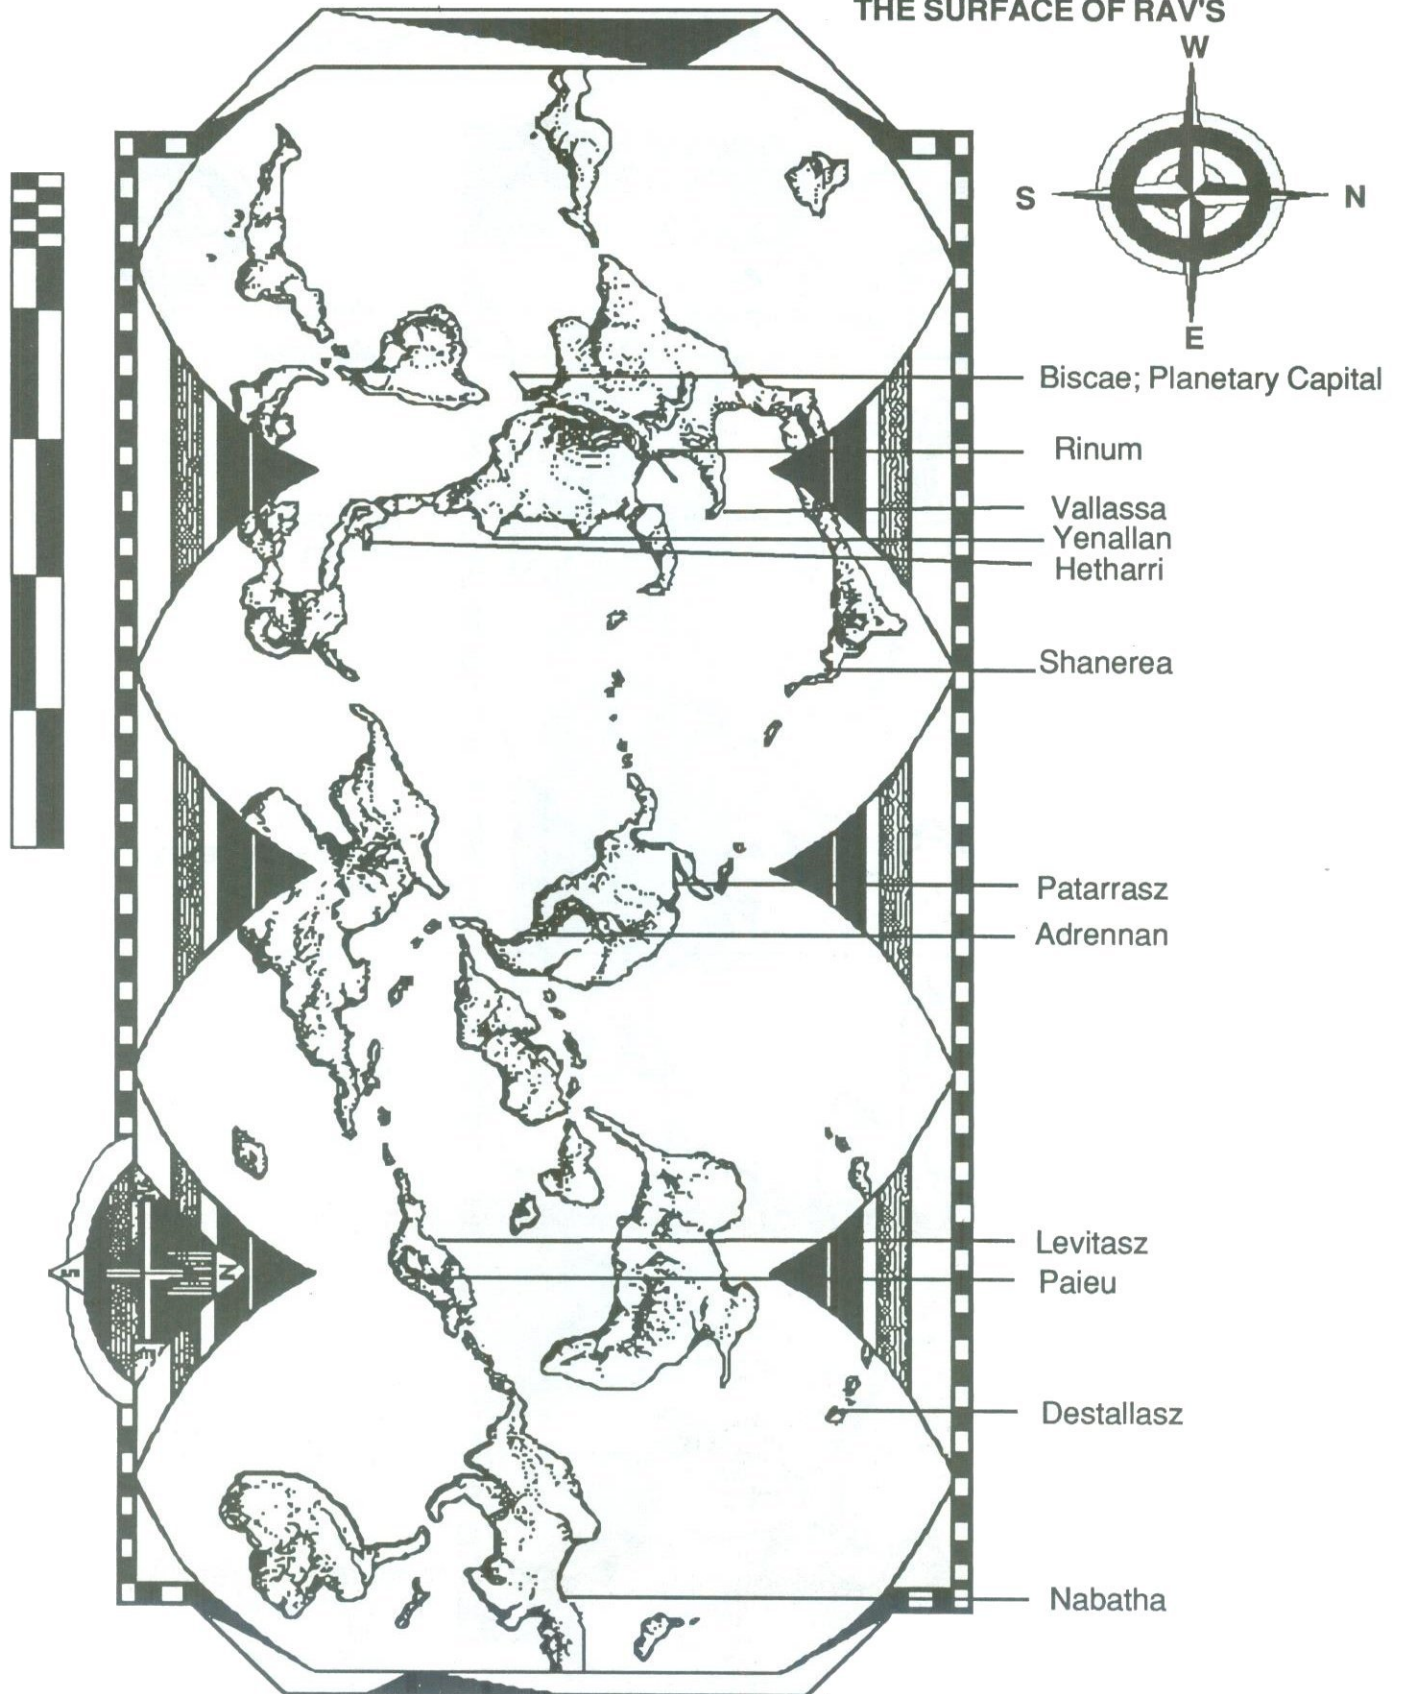 THE SURFACE OF RAV'S
W
S
N
E
Biscae; Planetary Capital
Rinum
Vallassa
Yenallan
Hetharri
Shanerea
Patarrasz
Adrennan
Levitasz
Paieu
S
N
E
Destallasz
Nabatha